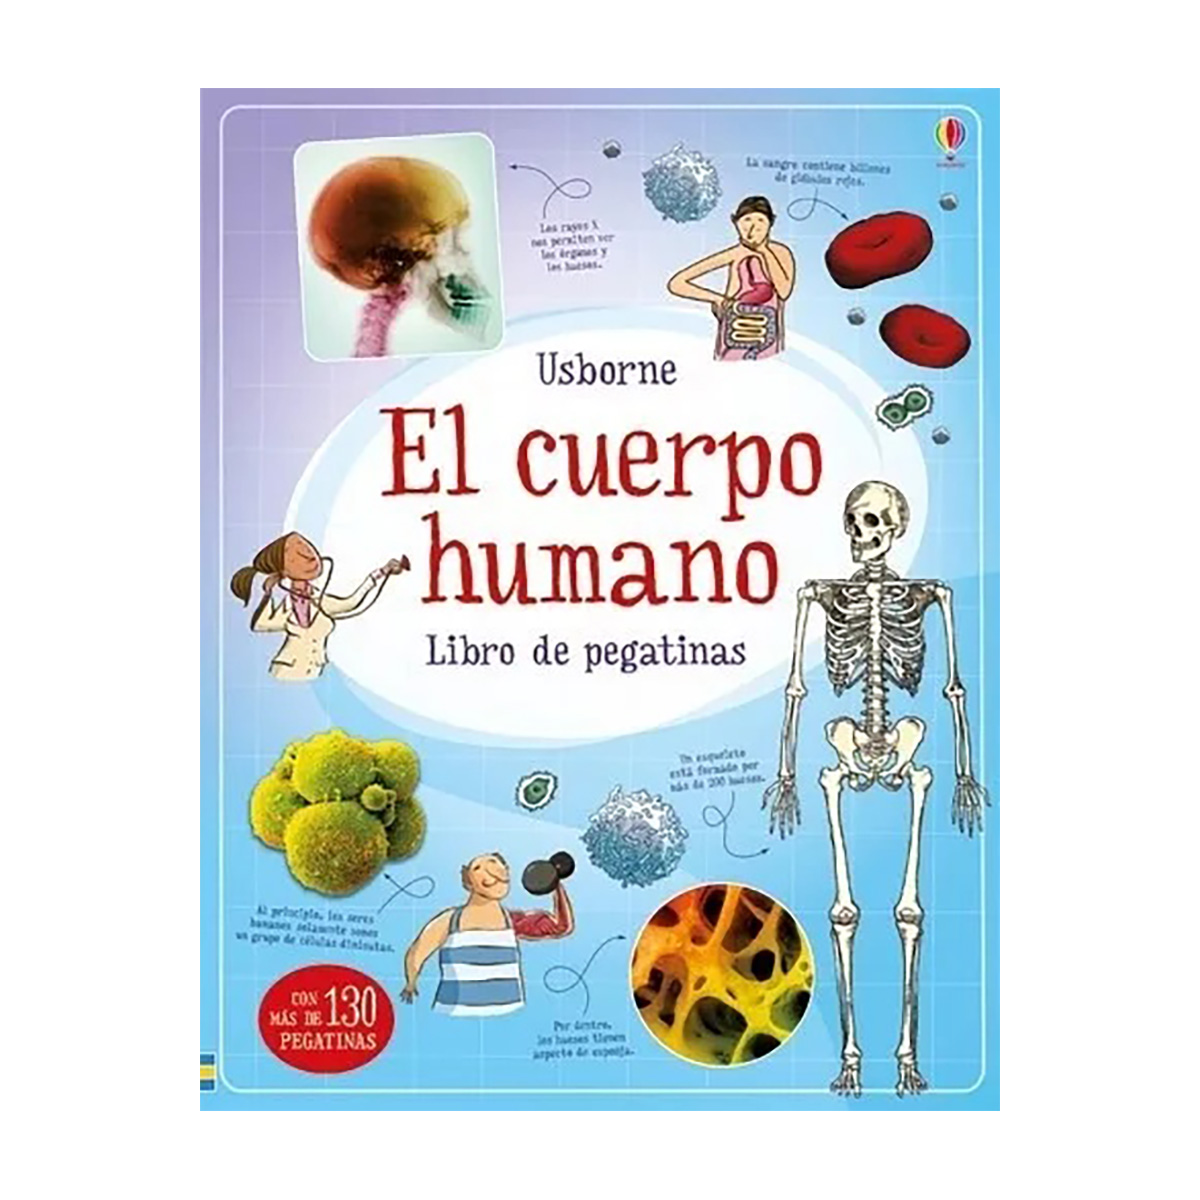 La sangre contiene billones
de glóbulos rojos.
Los rayos X
nos permiten ver
los órganos y
los huesos.
Usborne
El cuerpo
humano
Libro de pegatinas
Un esqueleto
está formado por
más de 200 huesos.
Al principio, los seres
humanos solamente somos
un grupo de células diminutas.
CON
MÁS DE 130
PEGATINAS
Por dentro,
los huesos tienen
aspecto de esponja.